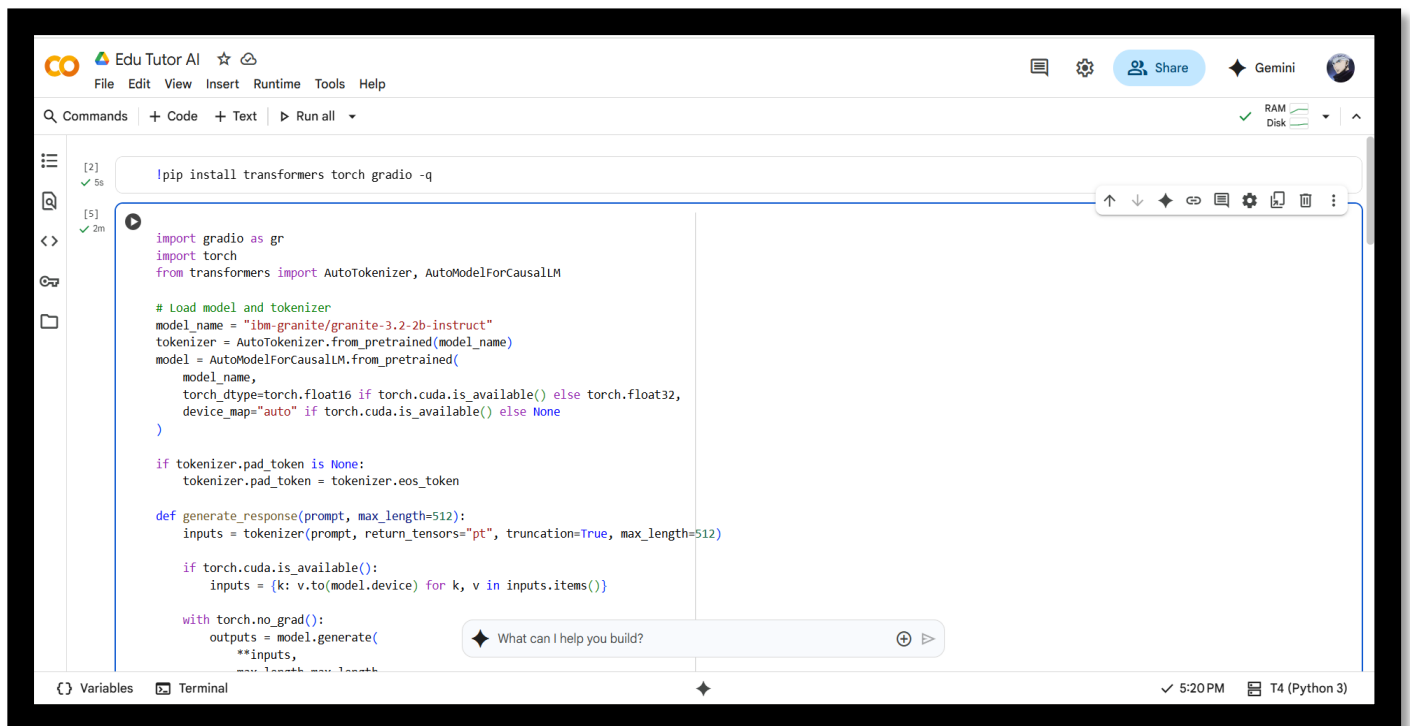 Edu Tutor AI
File Edit View Insert Runtime Tools Help
Share
Gemini
Commands + Code + Text Run all
RAM
Disk
[2]
5s
!pip install transformers torch gradio -q
[5]
2m
import gradio as gr
import torch
from transformers import AutoTokenizer, AutoModelForCausalLM
# Load model and tokenizer
model_name = "ibm-granite/granite-3.2-2b-instruct"
tokenizer = AutoTokenizer.from_pretrained(model_name)
model = AutoModelForCausalLM.from_pretrained(
    model_name,
    torch_dtype=torch.float16 if torch.cuda.is_available() else torch.float32,
    device_map="auto" if torch.cuda.is_available() else None
)
if tokenizer.pad_token is None:
    tokenizer.pad_token = tokenizer.eos_token
def generate_response(prompt, max_length=512):
    inputs = tokenizer(prompt, return_tensors="pt", truncation=True, max_length=512)
    if torch.cuda.is_available():
        inputs = {k: v.to(model.device) for k, v in inputs.items()}
    with torch.no_grad():
        outputs = model.generate(
            **inputs,
            max_length=max_length
What can I help you build?
{} Variables Terminal
5:20 PM T4 (Python 3)